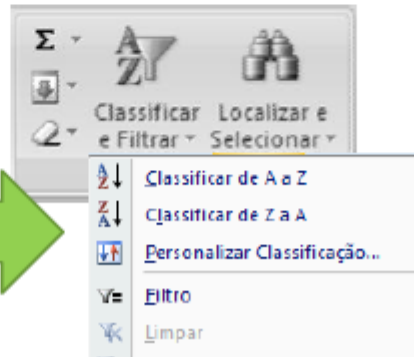 Σ
A
Z
Classificar Localizar e
e Filtrar Selecionar
Classificar de A a Z
Classificar de Z a A
Personalizar Classificação...
Filtro
Limpar